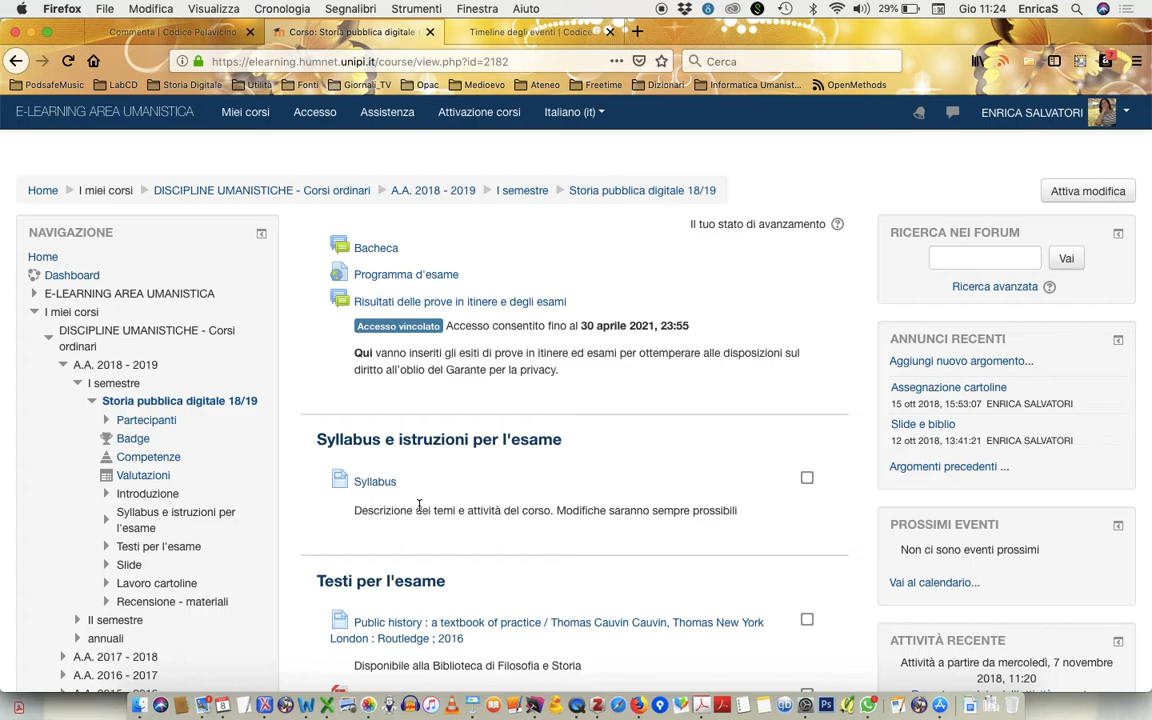 Firefox File Modifica Visualizza Cronologia Segnalibri Strumenti Finestra Aiuto 29% Gio 11:24 EnricaS
Commenta | Codice Pelavicino Corso: Storia pubblica digitale Timeline degli eventi | Codice
https://elearning.humnet.unipi.it/course/view.php?id=2182 Cerca
PodsafeMusic LabCD Storia Digitale Utilità Fonti Giornali_TV Opac Medioevo Ateneo Freetime Dizionari Informatica Umanist... OpenMethods
E-LEARNING AREA UMANISTICA Miei corsi Accesso Assistenza Attivazione corsi Italiano (it) ENRICA SALVATORI
Home I miei corsi DISCIPLINE UMANISTICHE - Corsi ordinari A.A. 2018 - 2019 I semestre Storia pubblica digitale 18/19 Attiva modifica
NAVIGAZIONE
Home
Dashboard
E-LEARNING AREA UMANISTICA
I miei corsi
DISCIPLINE UMANISTICHE - Corsi
ordinari
A.A. 2018 - 2019
I semestre
Storia pubblica digitale 18/19
Partecipanti
Badge
Competenze
Valutazioni
Introduzione
Syllabus e istruzioni per
l'esame
Testi per l'esame
Slide
Lavoro cartoline
Recensione - materiali
II semestre
annuali
A.A. 2017 - 2018
A.A. 2016 - 2017
Il tuo stato di avanzamento
Bacheca
Programma d'esame
Risultati delle prove in itinere e degli esami
Accesso vincolato Accesso consentito fino al 30 aprile 2021, 23:55
Qui vanno inseriti gli esiti di prove in itinere ed esami per ottemperare alle disposizioni sul
diritto all'oblio del Garante per la privacy.
Syllabus e istruzioni per l'esame
Syllabus
Descrizione dei temi e attività del corso. Modifiche saranno sempre prossibili
Testi per l'esame
Public history : a textbook of practice / Thomas Cauvin Cauvin, Thomas New York
London : Routledge ; 2016
Disponibile alla Biblioteca di Filosofia e Storia
RICERCA NEI FORUM
Vai
Ricerca avanzata
ANNUNCI RECENTI
Aggiungi nuovo argomento...
Assegnazione cartoline
15 ott 2018, 15:53:07 ENRICA SALVATORI
Slide e biblio
12 ott 2018, 13:41:21 ENRICA SALVATORI
Argomenti precedenti ...
PROSSIMI EVENTI
Non ci sono eventi prossimi
Vai al calendario...
ATTIVITÀ RECENTE
Attività a partire da mercoledì, 7 novembre
2018, 11:20